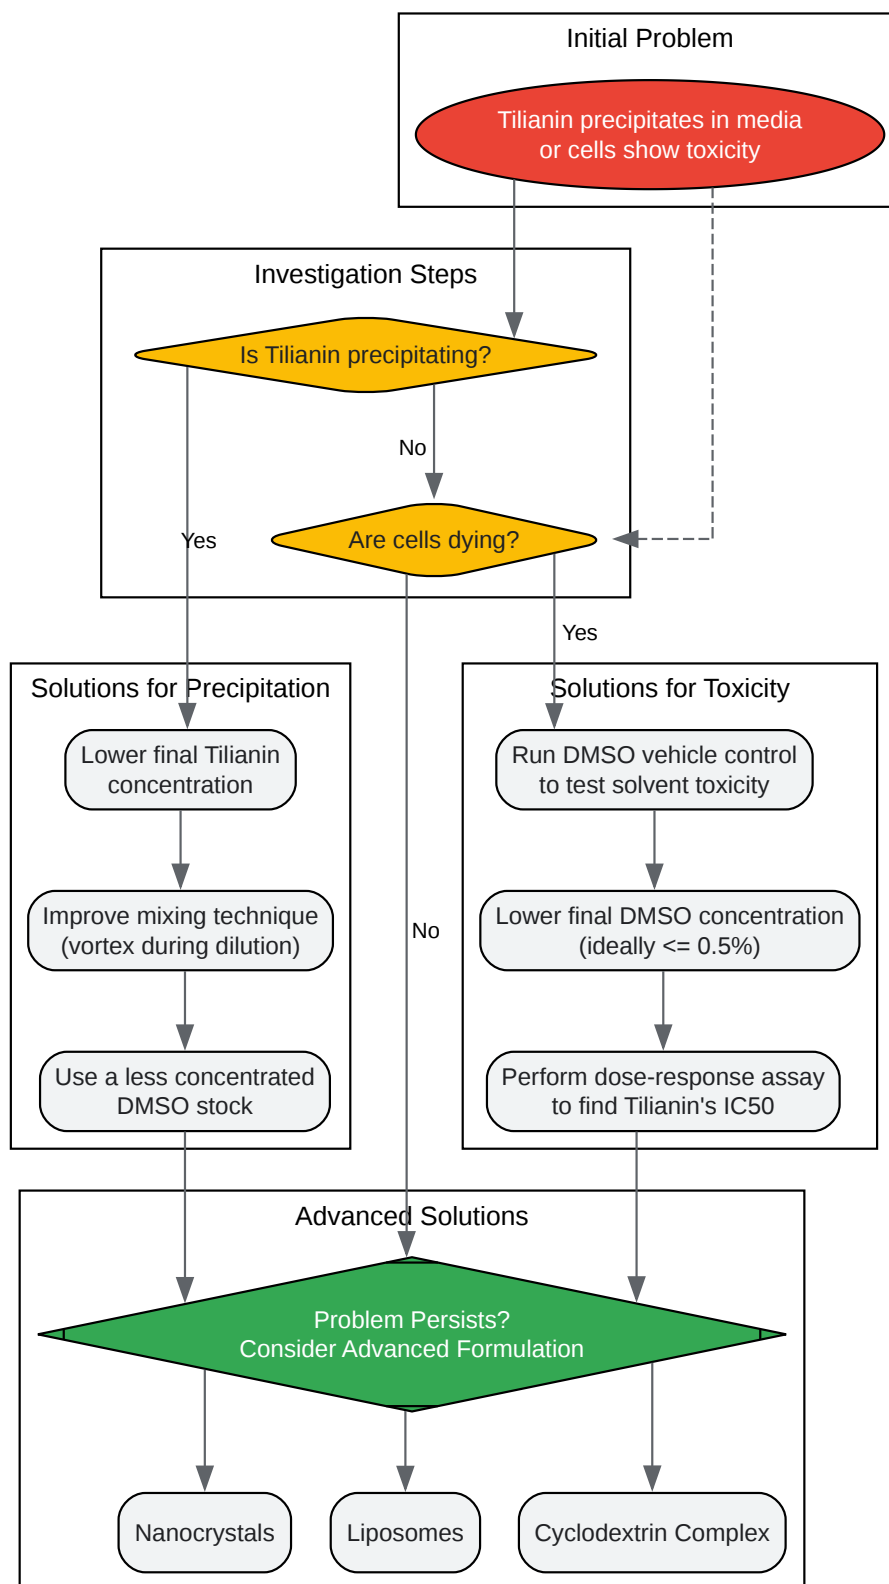 Initial Problem
Tilianin precipitates in media
or cells show toxicity
Investigation Steps
Is Tilianin precipitating?
No
Yes
Are cells dying?
Yes
Solutions for Precipitation
Solutions for Toxicity
Lower final Tilianin
concentration
Run DMSO vehicle control
to test solvent toxicity
Improve mixing technique
(vortex during dilution)
No
Lower final DMSO concentration
(ideally <= 0.5%)
Use a less concentrated
DMSO stock
Perform dose-response assay
to find Tilianin's IC50
Advanced Solutions
Problem Persists?
Consider Advanced Formulation
Nanocrystals
Liposomes
Cyclodextrin Complex